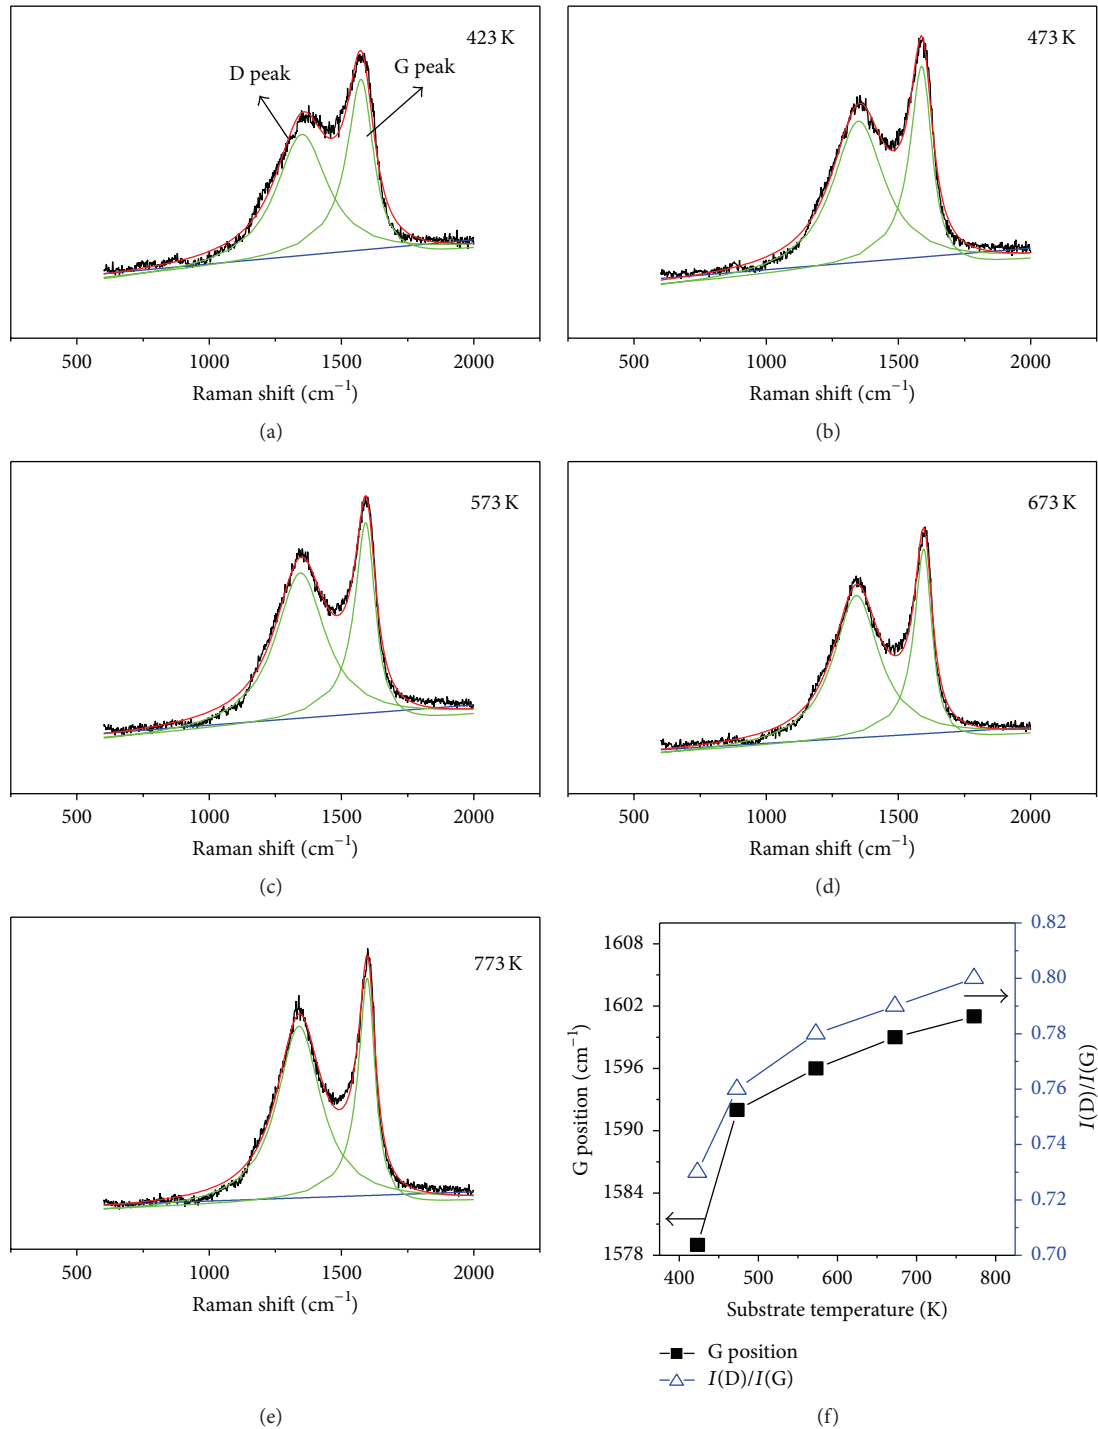 423 K
D peak
G peak
500 1000 1500 2000
Raman shift (cm−1)
(a)
473 K
500 1000 1500 2000
Raman shift (cm−1)
(b)
573 K
500 1000 1500 2000
Raman shift (cm−1)
(c)
673 K
500 1000 1500 2000
Raman shift (cm−1)
(d)
773 K
500 1000 1500 2000
Raman shift (cm−1)
(e)
G position (cm−1)
1608
1602
1596
1590
1584
1578
0.82
0.80
0.78
0.76
0.74
0.72
0.70
I(D)/I(G)
400 500 600 700 800
Substrate temperature (K)
G position
I(D)/I(G)
(f)